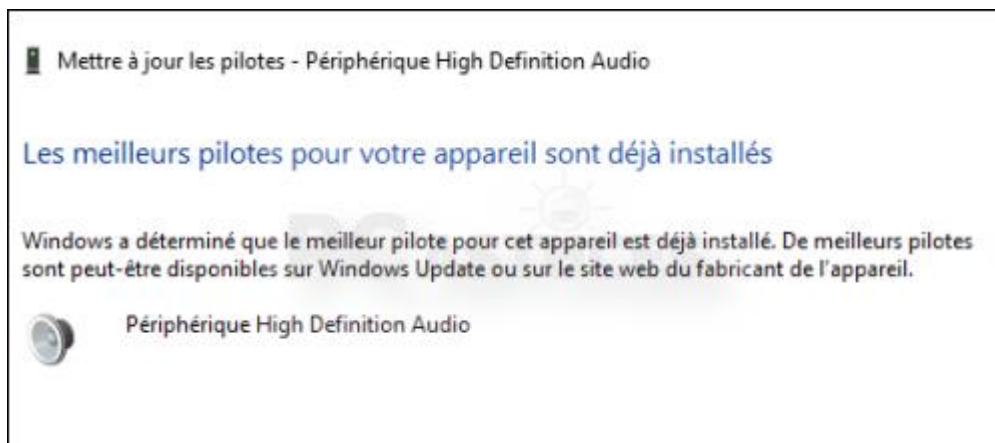 Mettre à jour les pilotes - Périphérique High Definition Audio
Les meilleurs pilotes pour votre appareil sont déjà installés
Windows a déterminé que le meilleur pilote pour cet appareil est déjà installé. De meilleurs pilotes
sont peut-être disponibles sur Windows Update ou sur le site web du fabricant de l'appareil.
Périphérique High Definition Audio